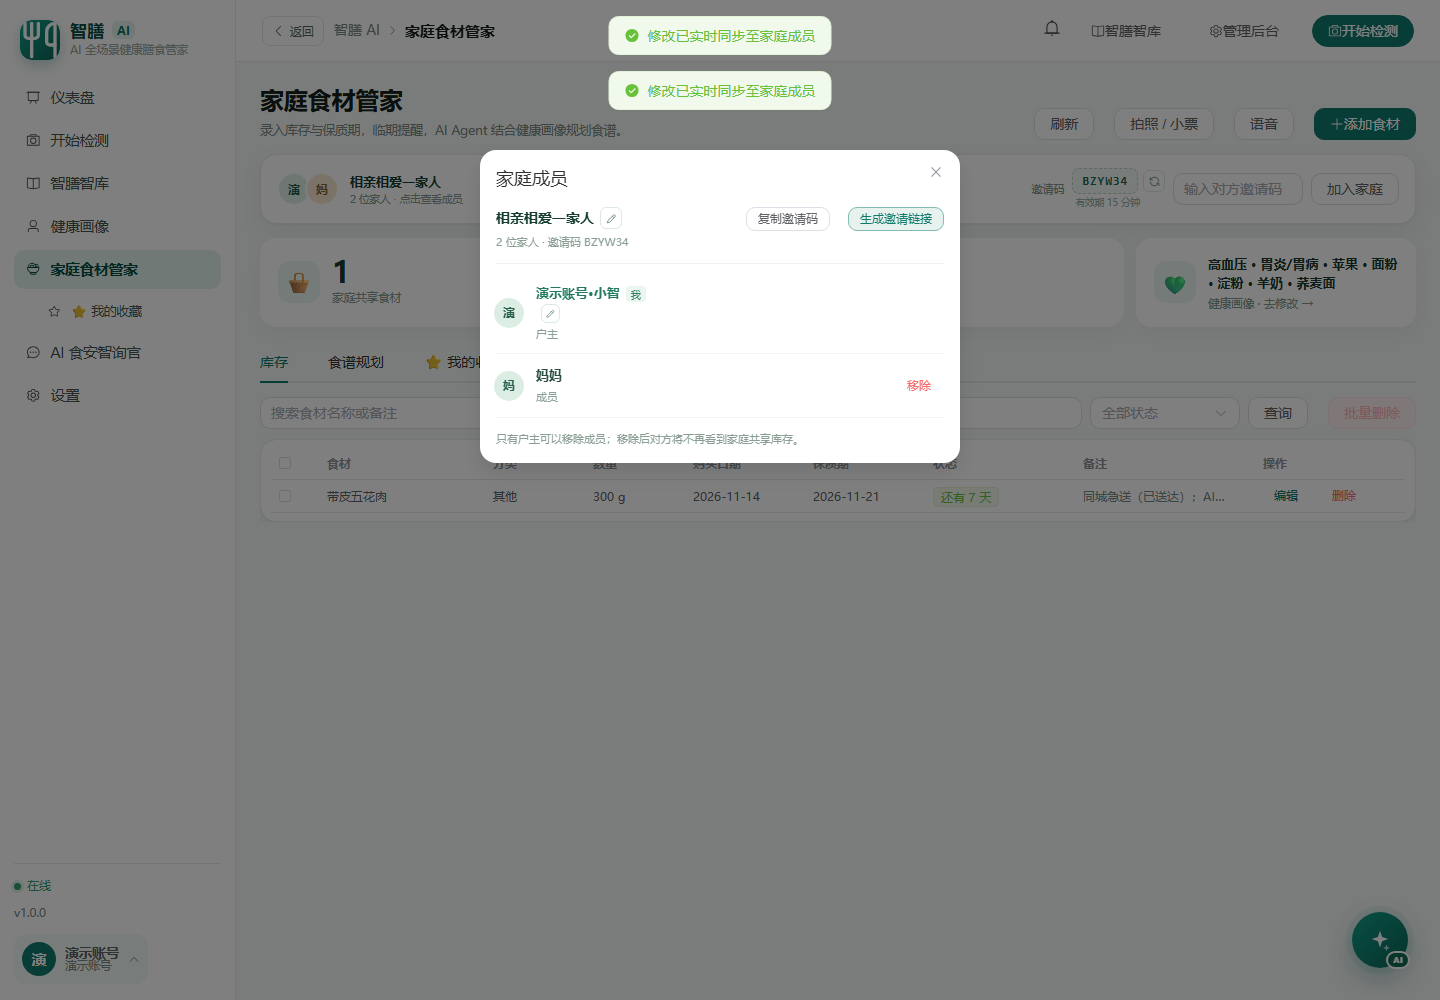 智膳 AI
AI 全场景健康膳食管家
仪表盘
开始检测
智膳智库
健康画像
家庭食材管家
我的收藏
AI 食安智询官
设置
在线
v1.0.0
演
演示账号
演示账号
返回
智膳 AI
家庭食材管家
修改已实时同步至家庭成员
修改已实时同步至家庭成员
智膳智库
管理后台
开始检测
家庭食材管家
录入库存与保质期，临期提醒，AI Agent 结合健康画像规划食谱。
刷新
拍照 / 小票
语音
添加食材
演 妈
相亲相爱一家人
2 位家人 · 点击查看成员
邀请码
BZYW34
有效期 15 分钟
输入对方邀请码
加入家庭
1
家庭共享食材
高血压 • 胃炎/胃病 • 苹果 • 面粉
• 淀粉 • 羊奶 • 荞麦面
健康画像 · 去修改 →
家庭成员
相亲相爱一家人
复制邀请码
生成邀请链接
2 位家人 · 邀请码 BZYW34
演
演示账号•小智 我
户主
妈
妈妈
成员
移除
只有户主可以移除成员；移除后对方将不再看到家庭共享库存。
库存
食谱规划
我的
搜索食材名称或备注
全部状态
查询
批量删除
食材 分类 数量 购买日期 保质期 状态 备注 操作
带皮五花肉 其他 300 g 2026-11-14 2026-11-21 还有 7 天 同城急送（已送达）；AI... 编辑 删除
AI